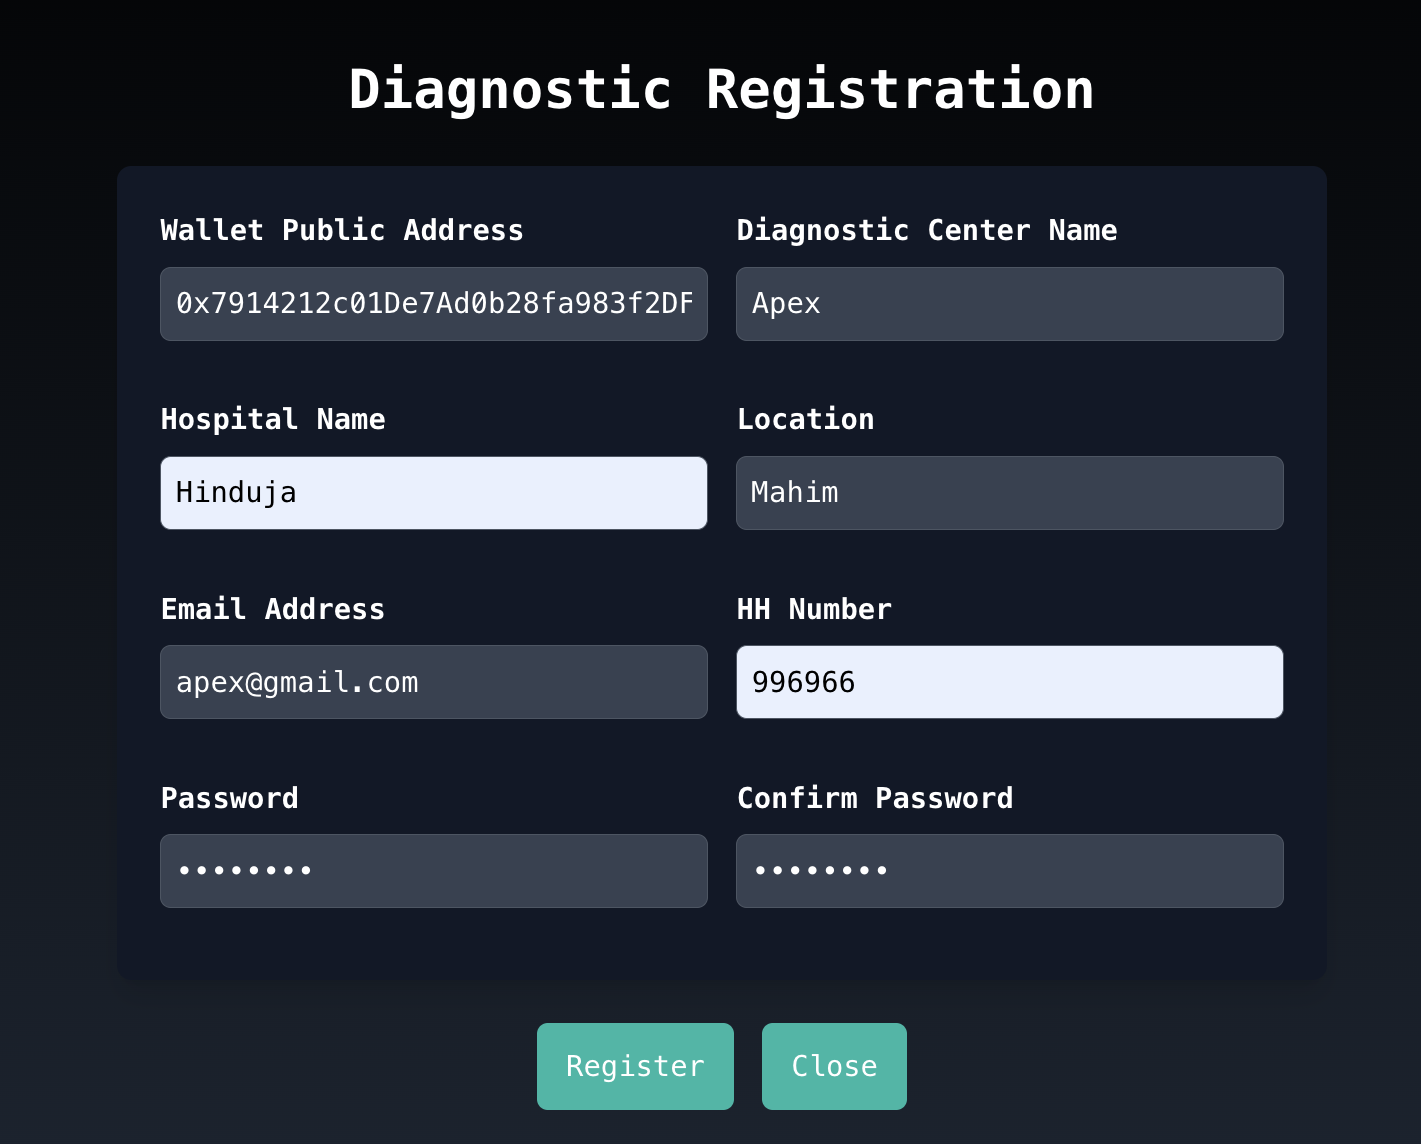 Diagnostic Registration
Wallet Public Address
Diagnostic Center Name
0x7914212c01De7Ad0b28fa983f2DF
Apex
Hospital Name
Location
Hinduja
Mahim
Email Address
HH Number
apex@gmail.com
996966
Password
Confirm Password
••••••••
••••••••
Register
Close